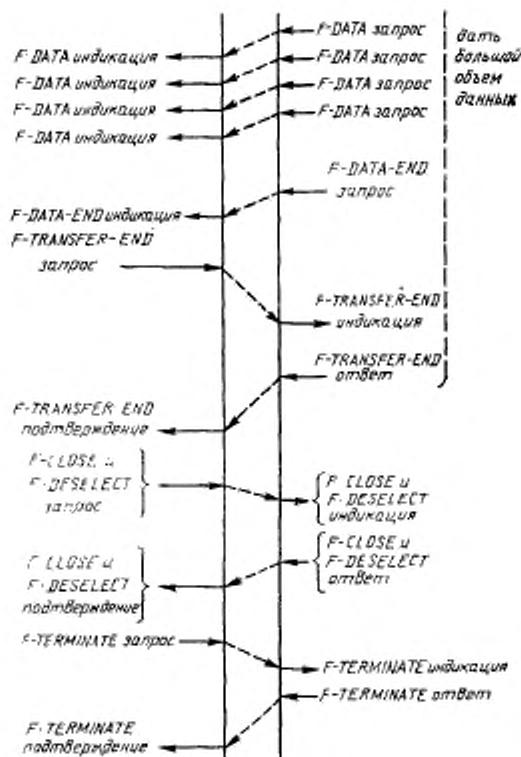 F-DATA запрос
F-DATA индикация
F-DATA запрос
F-DATA индикация
F-DATA запрос
F-DATA индикация
F-DATA запрос
F-DATA индикация
дать
большой
объем
данных
F-DATA-END
запрос
F-DATA-END индикация
F-TRANSFER-END
запрос
F-TRANSFER-END
индикация
F-TRANSFER-END
ответ
F-TRANSFER END
подтверждение
F-CLOSE и
F-DESELECT
запрос
F-CLOSE и
F-DESELECT
индикация
F-CLOSE и
F-DESELECT
ответ
F-CLOSE и
F-DESELECT
подтверждение
F-TERMINATE запрос
F-TERMINATE индикация
F-TERMINATE ответ
F-TERMINATE
подтверждение